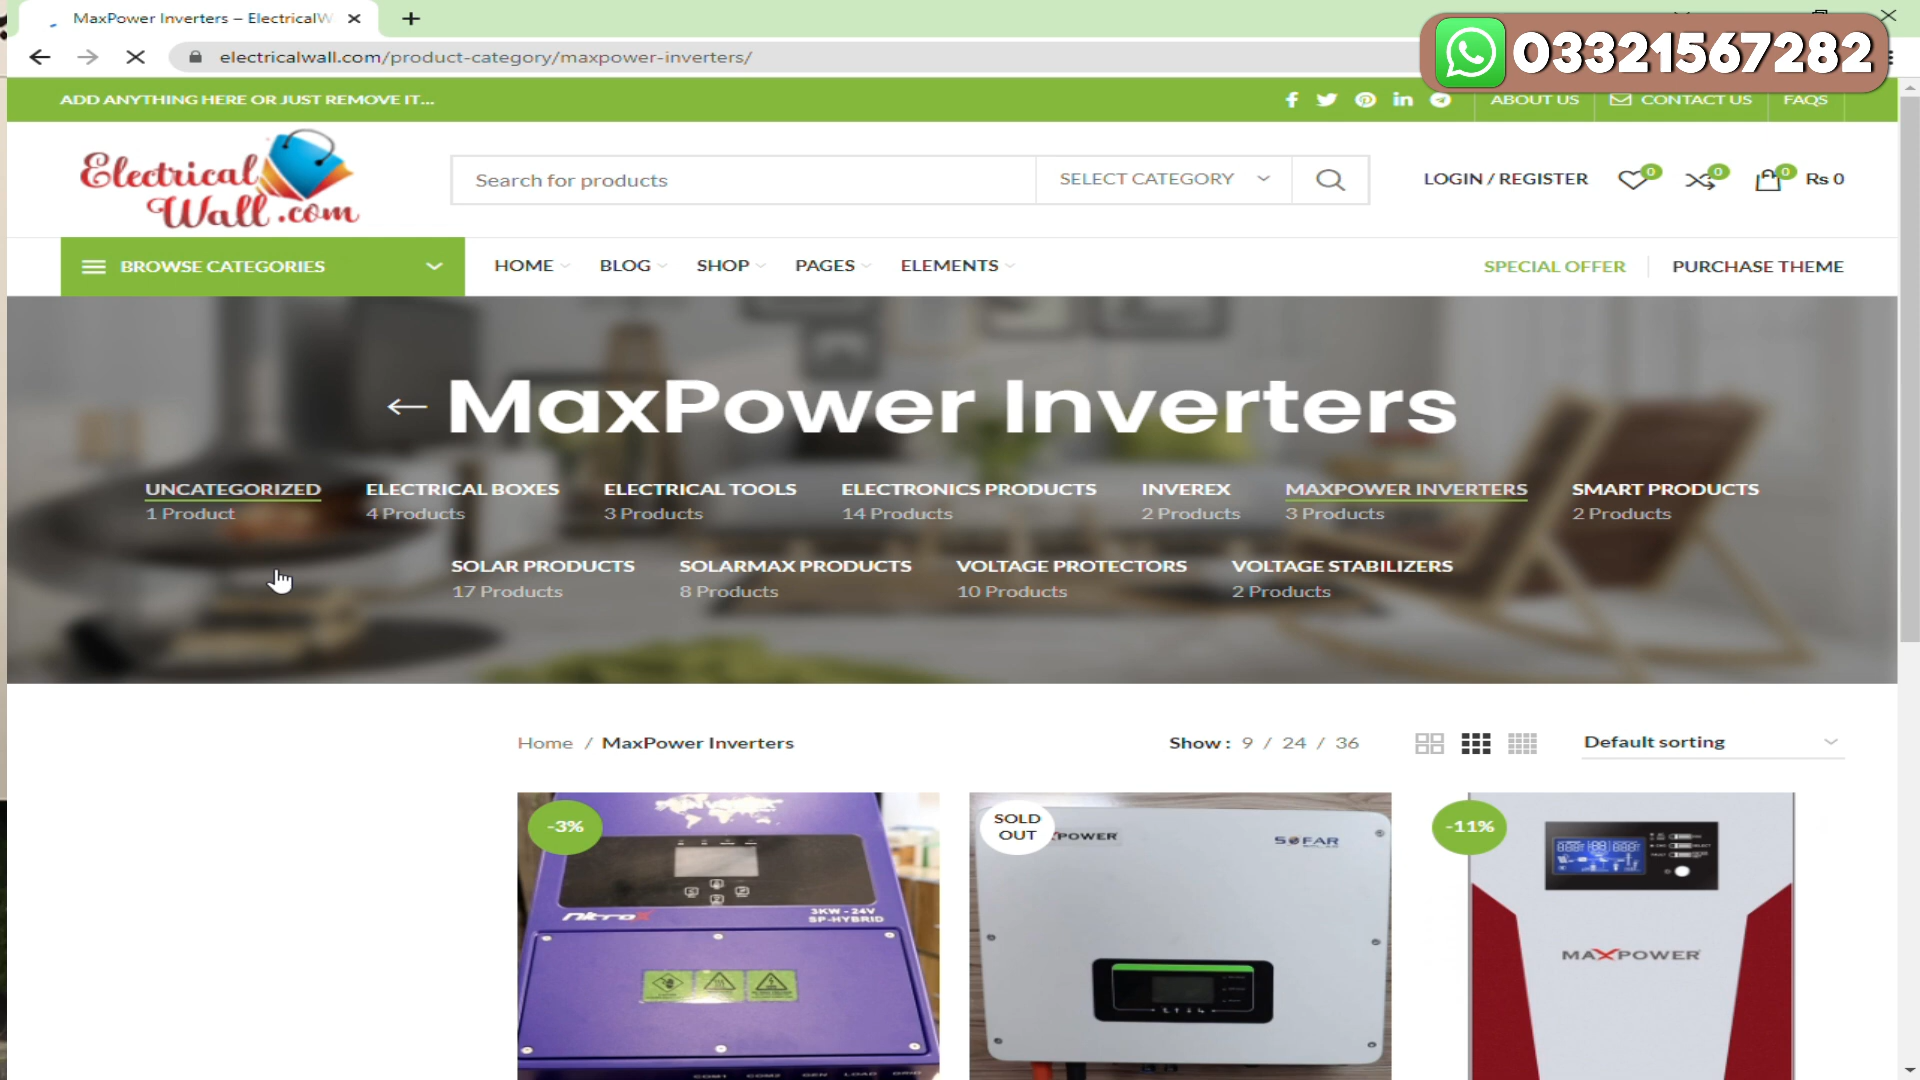 MaxPower Inverters – ElectricalW
electricalwall.com/product-category/maxpower-inverters/
03321567282
ADD ANYTHING HERE OR JUST REMOVE IT...
ABOUT US
CONTACT US
FAQS
Electrical
Wall.com
Search for products
SELECT CATEGORY
LOGIN / REGISTER
0
0
0
Rs 0
BROWSE CATEGORIES
HOME
BLOG
SHOP
PAGES
ELEMENTS
SPECIAL OFFER
PURCHASE THEME
MaxPower Inverters
UNCATEGORIZED
1 Product
ELECTRICAL BOXES
4 Products
ELECTRICAL TOOLS
3 Products
ELECTRONICS PRODUCTS
14 Products
INVEREX
2 Products
MAXPOWER INVERTERS
3 Products
SMART PRODUCTS
2 Products
SOLAR PRODUCTS
17 Products
SOLARMAX PRODUCTS
8 Products
VOLTAGE PROTECTORS
10 Products
VOLTAGE STABILIZERS
2 Products
Home / MaxPower Inverters
Show : 9 / 24 / 36
Default sorting
-3%
Nitrox
3KW - 24V
SP-HYBRID
COM1 COM2 GEN LOAD GRID
SOLD
OUT
XPOWER
SOFAR
-11%
MAXPOWER